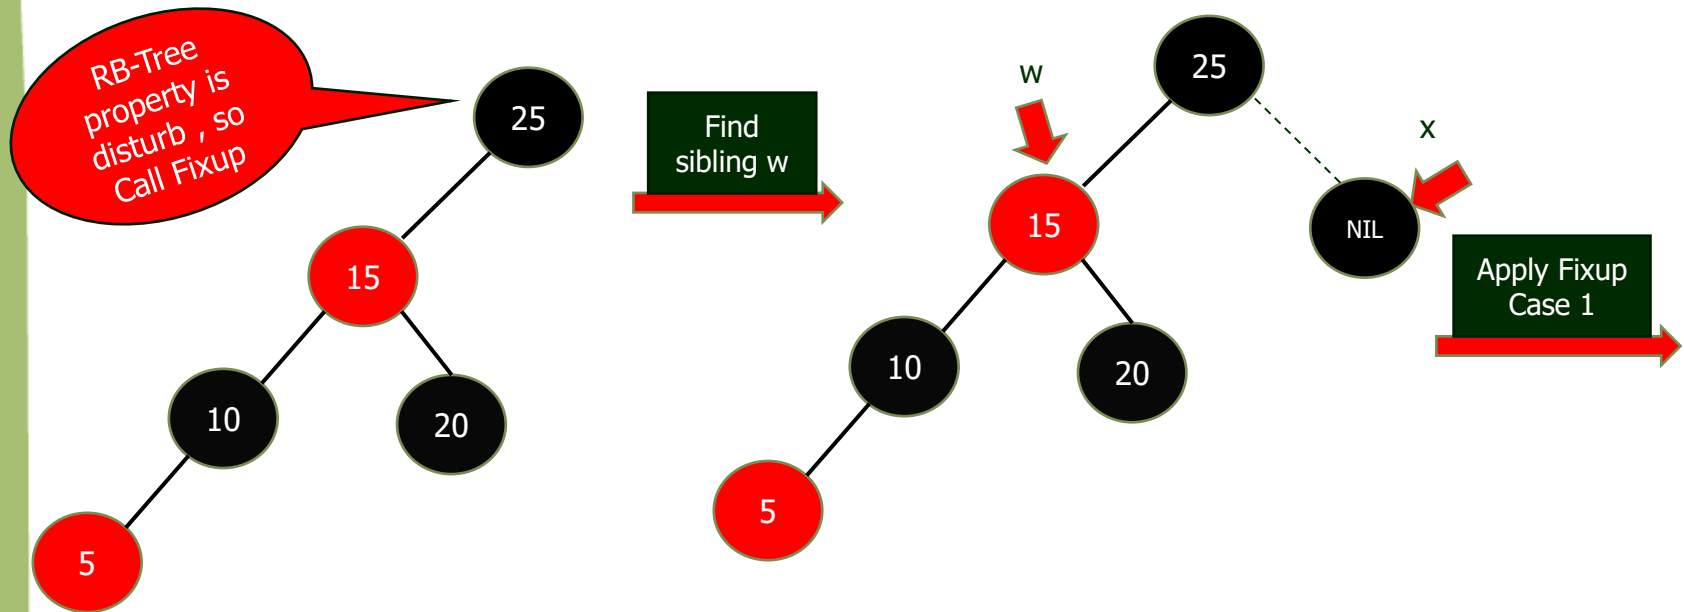 RB-Tree
property is
disturb , so
Call Fixup
25
15
10
20
5
Find
sibling w
w
25
x
15
NIL
10
20
5
Apply Fixup
Case 1